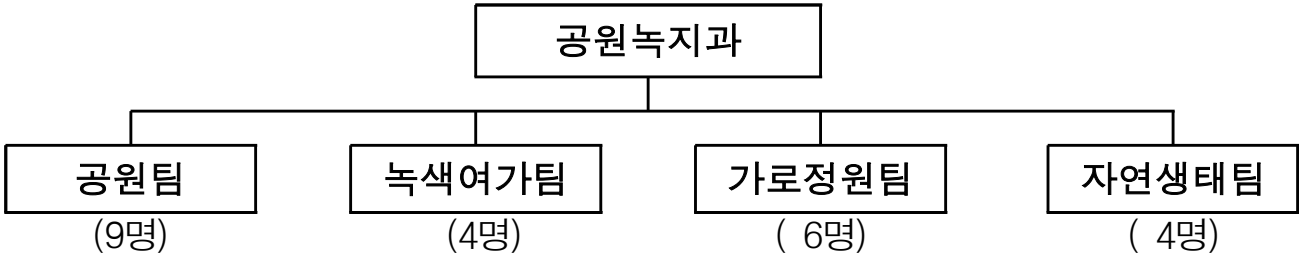 공원녹지과
공원팀 녹색여가팀 가로정원팀 자연생태팀
(9명) (4명) ( 6명) ( 4명)